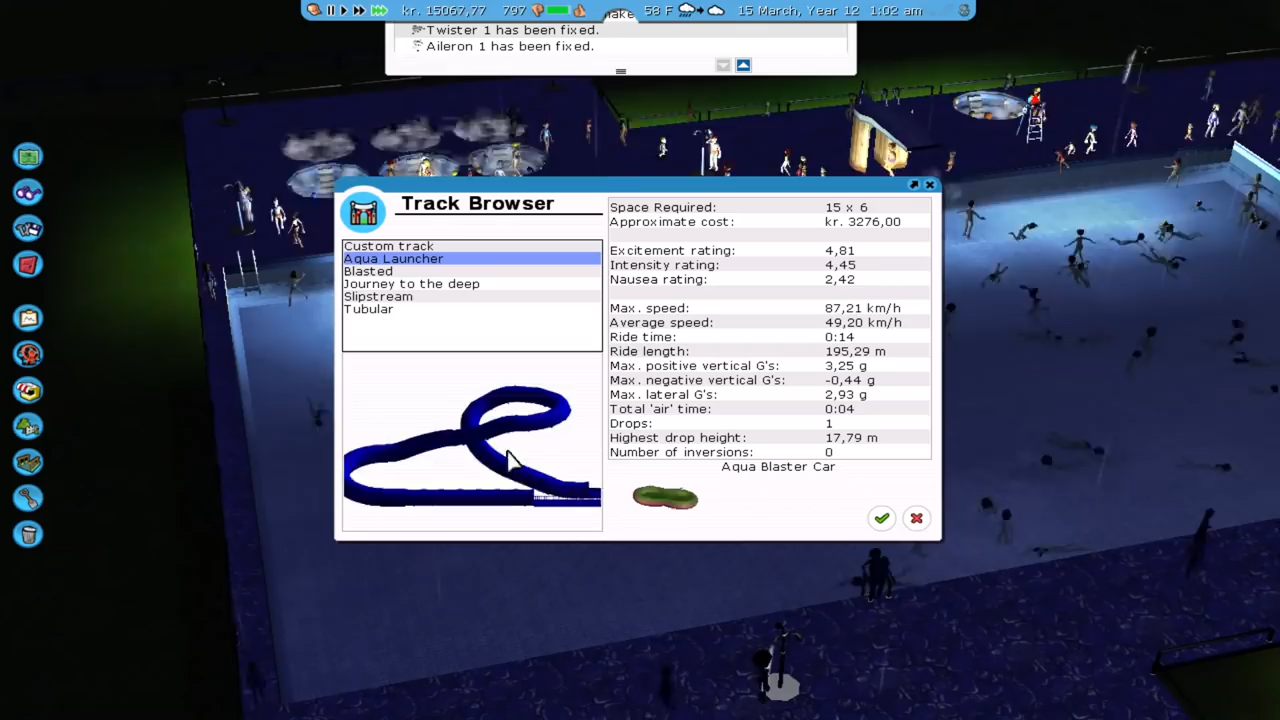 kr. 15067,77 797 58 F 15 March, Year 12 1:02 am
Twister 1 has been fixed.
Aileron 1 has been fixed.
Track Browser
Custom track
Aqua Launcher
Blasted
Journey to the deep
Slipstream
Tubular
Space Required: 15 x 6
Approximate cost: kr. 3276,00
Excitement rating: 4,81
Intensity rating: 4,45
Nausea rating: 2,42
Max. speed: 87,21 km/h
Average speed: 49,20 km/h
Ride time: 0:14
Ride length: 195,29 m
Max. positive vertical G's: 3,25 g
Max. negative vertical G's: -0,44 g
Max. lateral G's: 2,93 g
Total 'air' time: 0:04
Drops: 1
Highest drop height: 17,79 m
Number of inversions: 0
Aqua Blaster Car